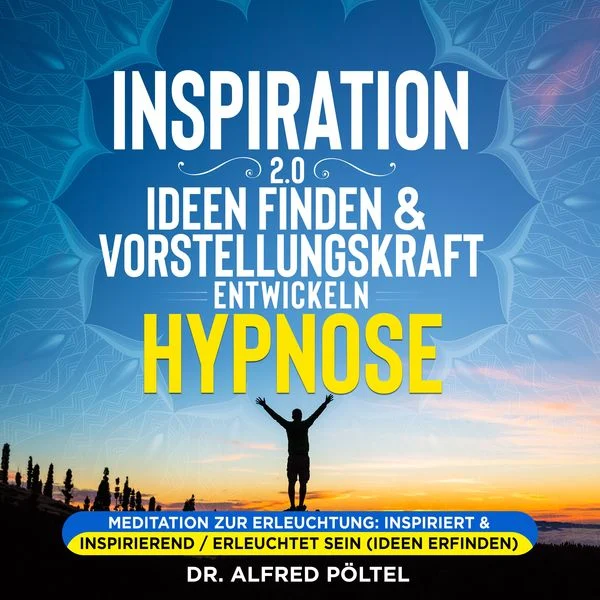 INSPIRATION
2.0
IDEEN FINDEN &
VORSTELLUNGSKRAFT
ENTWICKELN
HYPNOSE
MEDITATION ZUR ERLEUCHTUNG: INSPIRIERT &
INSPIRIEREND / ERLEUCHTET SEIN (IDEEN ERFINDEN)
DR. ALFRED PÖLTEL